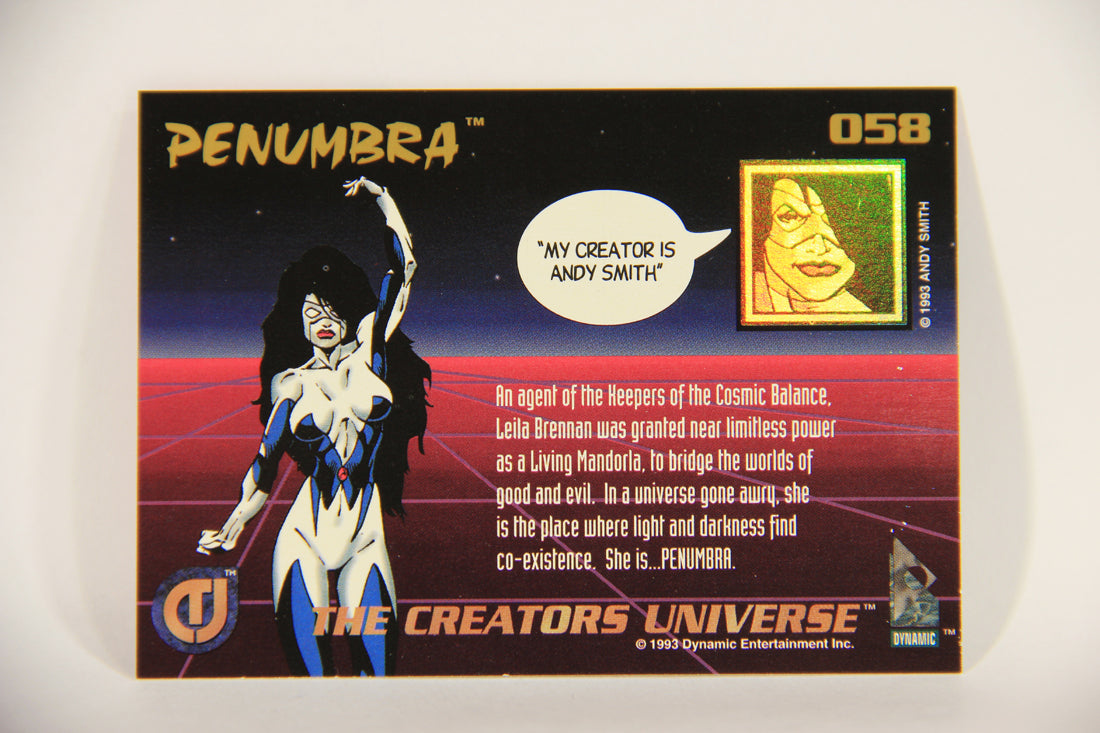 PENUMBRA™
058
"MY CREATOR IS
ANDY SMITH"
© 1993 ANDY SMITH
An agent of the Keepers of the Cosmic Balance,
Leila Brennan was granted near limitless power
as a Living Mandorla, to bridge the worlds of
good and evil. In a universe gone awry, she
is the place where light and darkness find
co-existence. She is...PENUMBRA.
TM
THE CREATORS UNIVERSE™
© 1993 Dynamic Entertainment Inc.
DYNAMIC ™